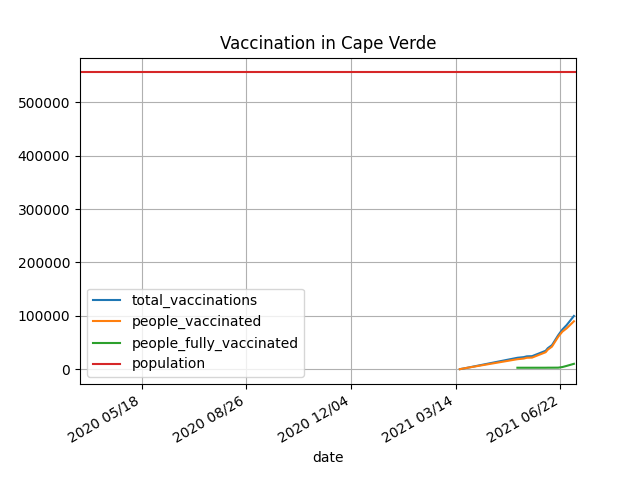 Vaccination in Cape Verde
500000
400000
300000
200000
100000
0
total_vaccinations
people_vaccinated
people_fully_vaccinated
population
2020 05/18
2020 08/26
2020 12/04
2021 03/14
2021 06/22
date